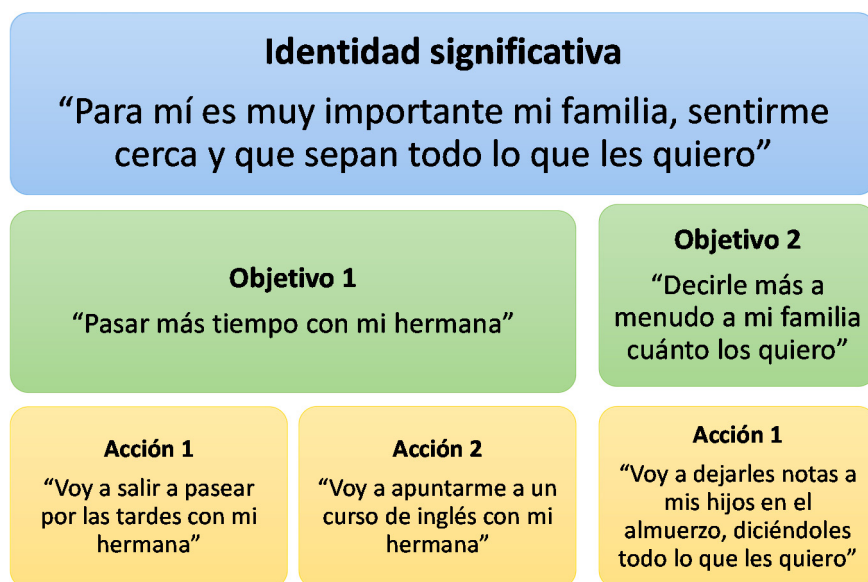 Identidad significativa
“Para mí es muy importante mi familia, sentirme
cerca y que sepan todo lo que les quiero”
Objetivo 1
“Pasar más tiempo con mi hermana”
Objetivo 2
“Decirle más a
menudo a mi familia
cuánto los quiero”
Acción 1
“Voy a salir a pasear
por las tardes con mi
hermana”
Acción 2
“Voy a apuntarme a un
curso de inglés con mi
hermana”
Acción 1
“Voy a dejarles notas a
mis hijos en el
almuerzo, diciéndoles
todo lo que les quiero”